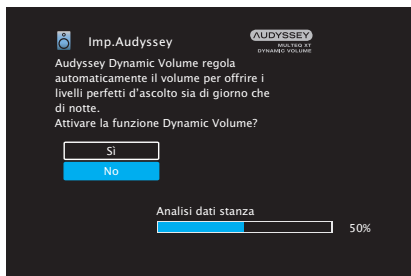 Imp.Audyssey
AUDYSSEY
MULTEQ XT
DYNAMIC VOLUME
Audyssey Dynamic Volume regola
automaticamente il volume per offrire i
livelli perfetti d'ascolto sia di giorno che
di notte.
Attivare la funzione Dynamic Volume?
Sì
No
Analisi dati stanza
50%